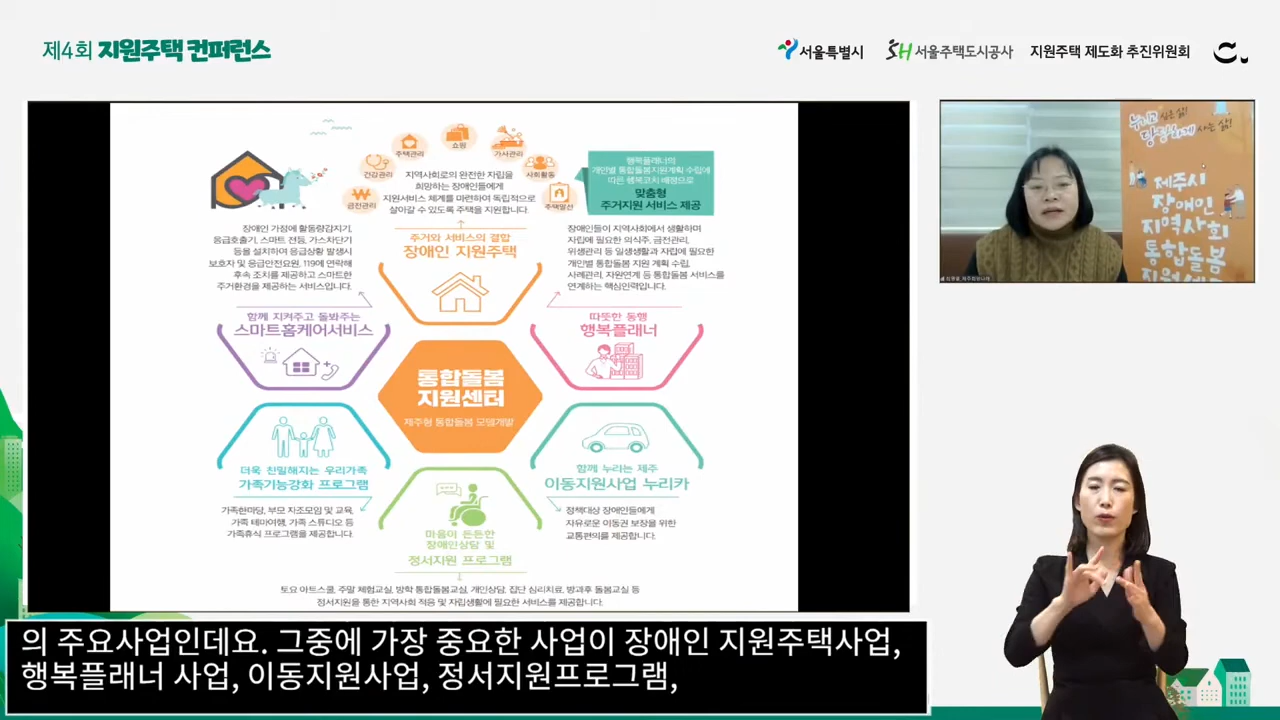 제4회 지원주택 컨퍼런스
서울특별시
서울주택도시공사
지원주택 제도화 추진위원회
금전관리
건강관리
주택관리
쇼핑
가사관리
사회활동
주택알선
지역사회로의 완전한 자립을
희망하는 장애인들에게
지원서비스 체계를 마련하여 독립적으로
살아갈 수 있도록 주택을 지원합니다.
행복플래너의
개인별 통합돌봄지원계획 수립에
따른 행복코치 배정으로
맞춤형
주거지원 서비스 제공
주거와 서비스의 결합
장애인 지원주택
장애인 가정에 활동량감지기,
응급호출기, 스마트 전등, 가스차단기
등을 설치하여 응급상황 발생시
보호자 및 응급안전요원, 119에 연락해
후속 조치를 제공하고 스마트한
주거환경을 제공하는 서비스입니다.
함께 지켜주고 돌봐주는
스마트홈케어서비스
장애인들이 지역사회에서 생활하며
자립에 필요한 의식주, 금전관리,
위생관리 등 일생생활과 자립에 필요한
개인별 통합돌봄 지원 계획 수립,
사례관리, 자원연계 등 통합돌봄 서비스를
연계하는 핵심인력입니다.
따뜻한 동행
행복플래너
통합돌봄
지원센터
제주형 통합돌봄 모델개발
더욱 친밀해지는 우리가족
가족기능강화 프로그램
가족한마당, 부모 자조모임 및 교육,
가족 테마여행, 가족 스튜디오 등
가족휴식 프로그램을 제공합니다.
함께 누리는 제주
이동지원사업 누리카
정책대상 장애인들에게
자유로운 이동권 보장을 위한
교통편의를 제공합니다.
마음이 든든한
장애인상담 및
정서지원 프로그램
토요 아트스쿨, 주말 체험교실, 방학 통합돌봄교실, 개인상담, 집단 심리치료, 방과후 돌봄교실 등
정서지원을 통한 지역사회 적응 및 자립생활에 필요한 서비스를 제공합니다.
누리고 싶은 삶!
당당하게 사는 삶!
제주시
장애인
지역사회
통합돌봄
의 주요사업인데요. 그중에 가장 중요한 사업이 장애인 지원주택사업,
행복플래너 사업, 이동지원사업, 정서지원프로그램,